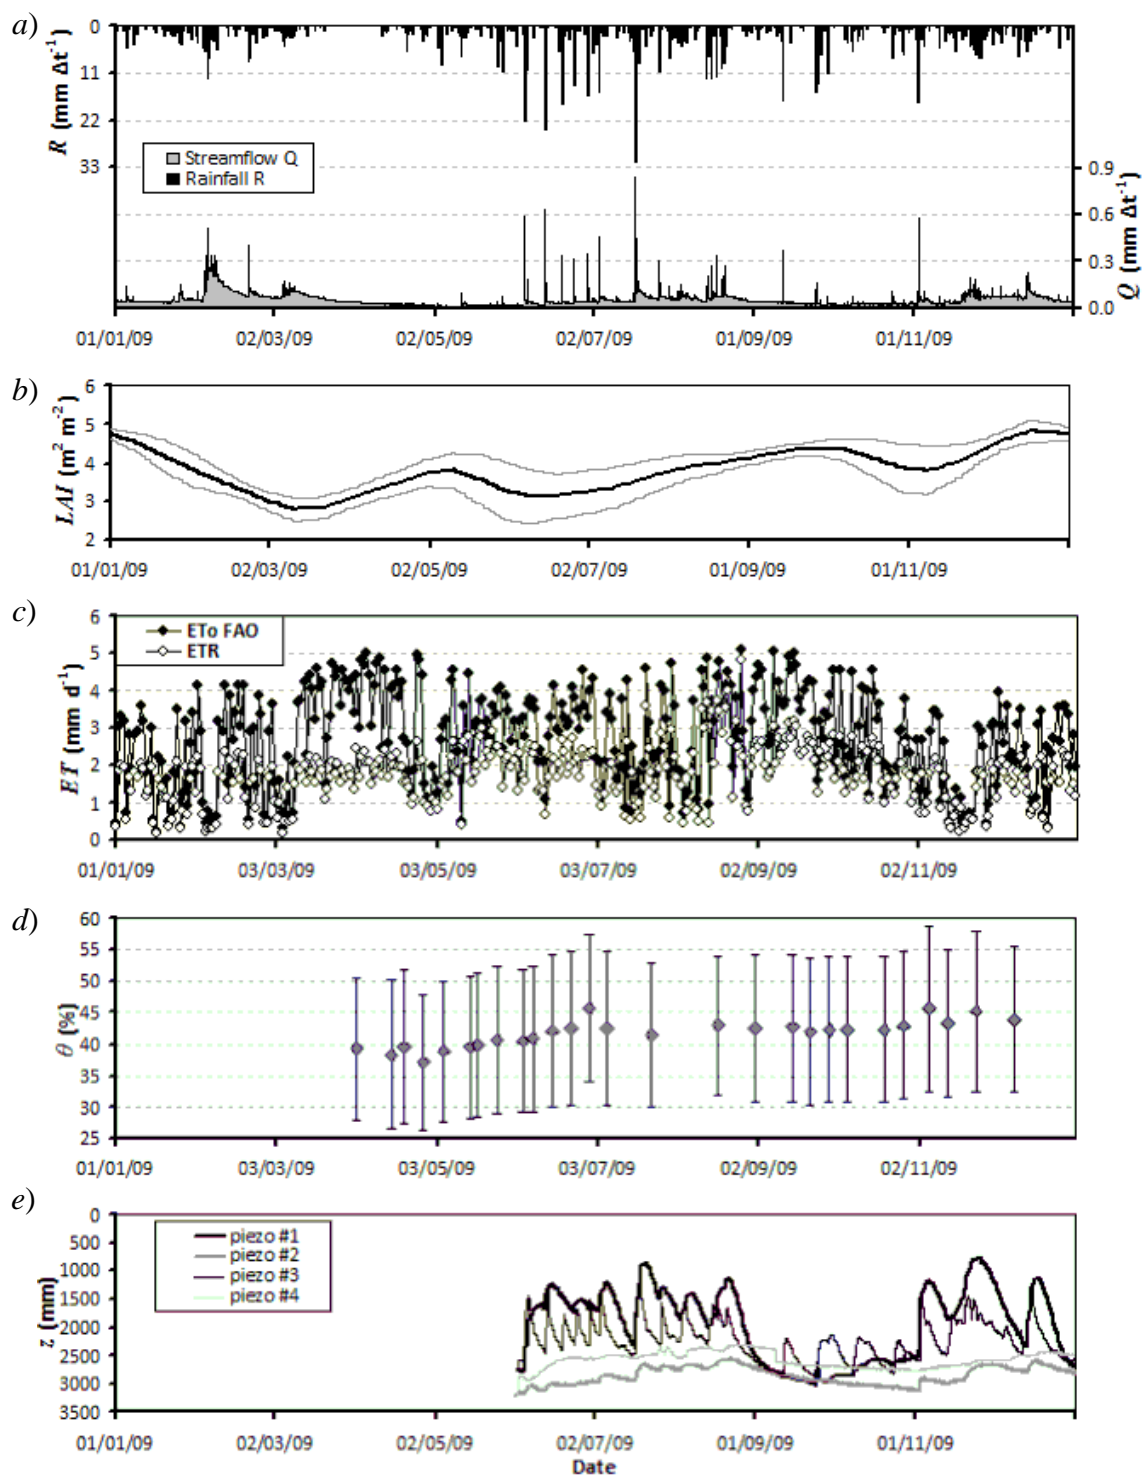 a)
0
11
22
33
R (mm Δt-1)
Streamflow Q
Rainfall R
0.9
0.6
0.3
0.0
Q (mm Δt-1)
01/01/09 02/03/09 02/05/09 02/07/09 01/09/09 01/11/09
b)
6
5
4
3
2
LAI (m2 m-2)
01/01/09 02/03/09 02/05/09 02/07/09 01/09/09 01/11/09
c)
6
5
4
3
2
1
0
ET (mm d-1)
ETo FAO
ETR
01/01/09 03/03/09 03/05/09 03/07/09 02/09/09 02/11/09
d)
60
55
50
45
40
35
30
25
θ (%)
01/01/09 03/03/09 03/05/09 03/07/09 02/09/09 02/11/09
e)
0
500
1000
1500
2000
2500
3000
3500
z (mm)
piezo #1
piezo #2
piezo #3
piezo #4
01/01/09 02/03/09 02/05/09 02/07/09 01/09/09 01/11/09
Date